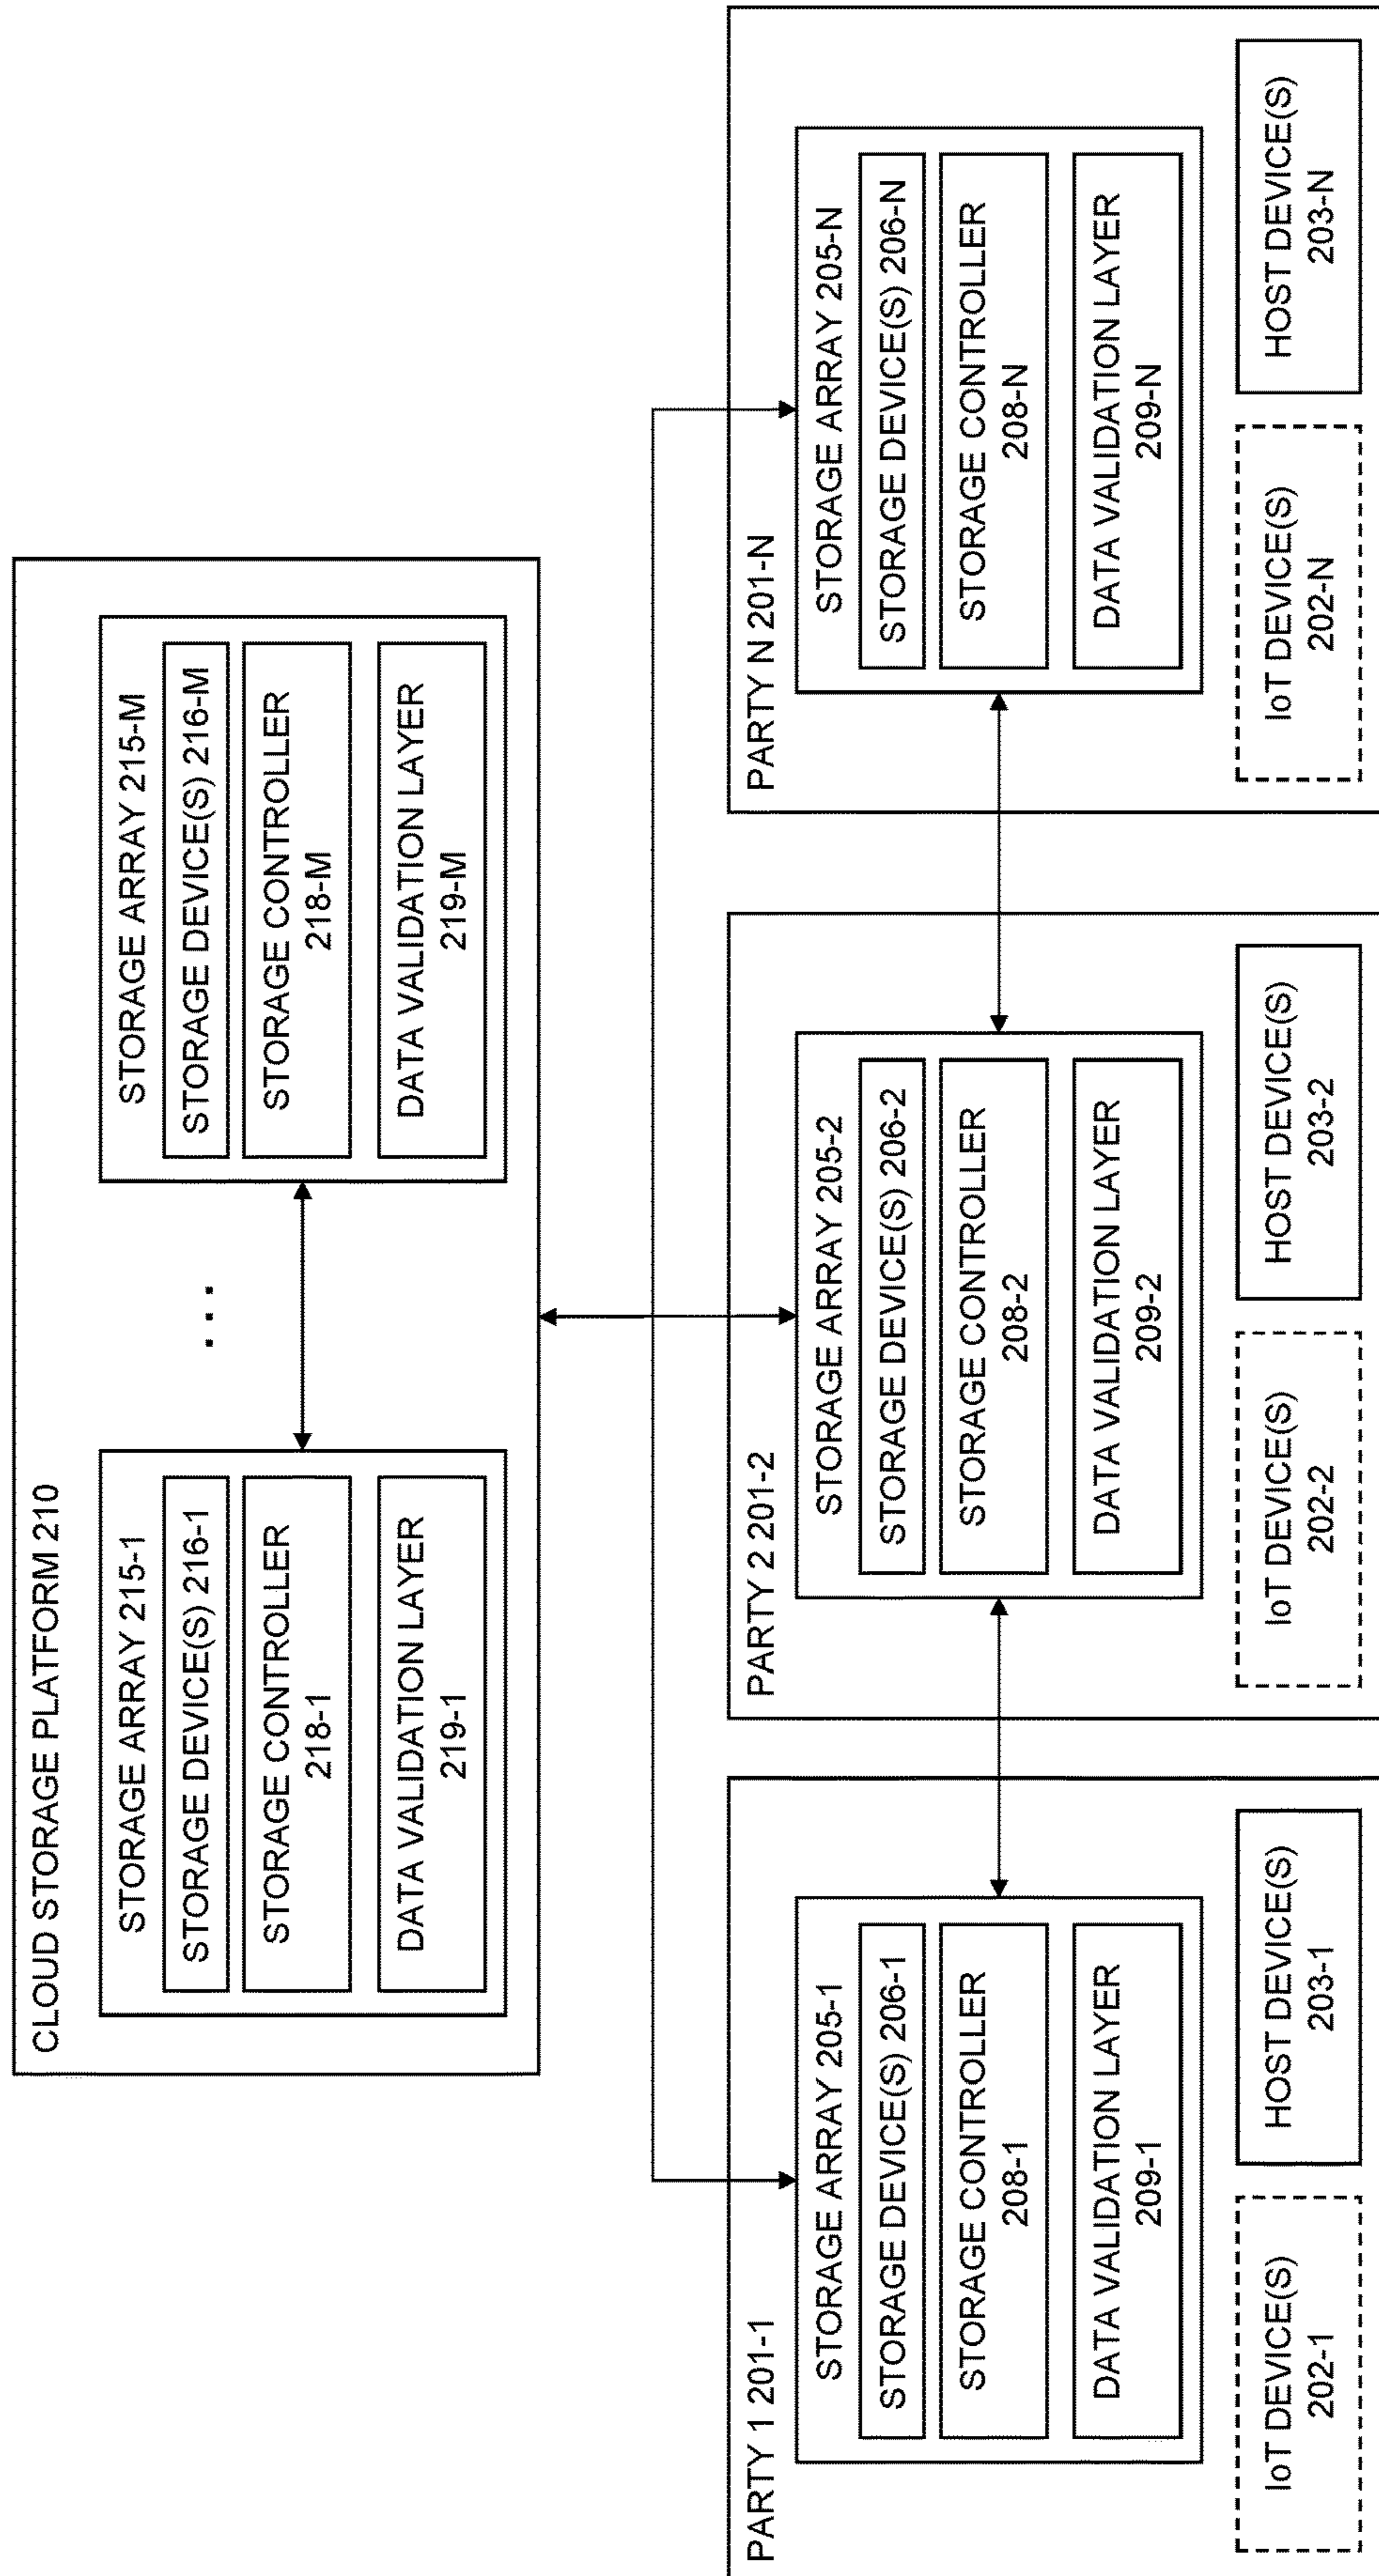 CLOUD STORAGE PLATFORM 210
STORAGE ARRAY 215-1
STORAGE DEVICE(S) 216-1
STORAGE CONTROLLER
218-1
DATA VALIDATION LAYER
219-1
. . .
STORAGE ARRAY 215-M
STORAGE DEVICE(S) 216-M
STORAGE CONTROLLER
218-M
DATA VALIDATION LAYER
219-M
PARTY 1 201-1
STORAGE ARRAY 205-1
STORAGE DEVICE(S) 206-1
STORAGE CONTROLLER
208-1
DATA VALIDATION LAYER
209-1
IoT DEVICE(S)
202-1
HOST DEVICE(S)
203-1
PARTY 2 201-2
STORAGE ARRAY 205-2
STORAGE DEVICE(S) 206-2
STORAGE CONTROLLER
208-2
DATA VALIDATION LAYER
209-2
IoT DEVICE(S)
202-2
HOST DEVICE(S)
203-2
PARTY N 201-N
STORAGE ARRAY 205-N
STORAGE DEVICE(S) 206-N
STORAGE CONTROLLER
208-N
DATA VALIDATION LAYER
209-N
IoT DEVICE(S)
202-N
HOST DEVICE(S)
203-N